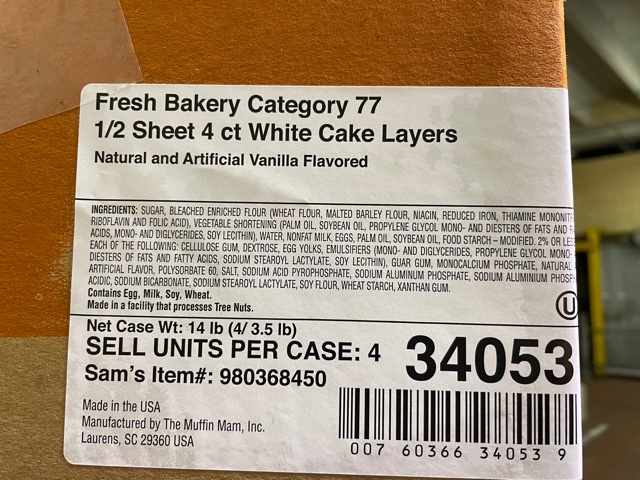 Fresh Bakery Category 77
1/2 Sheet 4 ct White Cake Layers
Natural and Artificial Vanilla Flavored
INGREDIENTS: SUGAR, BLEACHED ENRICHED FLOUR (WHEAT FLOUR, MALTED BARLEY FLOUR, NIACIN, REDUCED IRON, THIAMINE MONONITR
RIBOFLAVIN AND FOLIC ACID), VEGETABLE SHORTENING (PALM OIL, SOYBEAN OIL, PROPYLENE GLYCOL MONO- AND DIESTERS OF FATS AND F
ACIDS, MONO- AND DIGLYCERIDES, SOY LECITHIN), WATER, NONFAT MILK, EGGS, PALM OIL, SOYBEAN OIL, FOOD STARCH – MODIFIED. 2% OR LESS
EACH OF THE FOLLOWING: CELLULOSE GUM, DEXTROSE, EGG YOLKS, EMULSIFIERS (MONO- AND DIGLYCERIDES, PROPYLENE GLYCOL MONO-
DIESTERS OF FATS AND FATTY ACIDS, SODIUM STEAROYL LACTYLATE, SOY LECITHIN), GUAR GUM, MONOCALCIUM PHOSPHATE, NATURAL
ARTIFICIAL FLAVOR, POLYSORBATE 60, SALT, SODIUM ACID PYROPHOSPHATE, SODIUM ALUMINUM PHOSPHATE, SODIUM ALUMINIUM PHOSP
ACIDIC, SODIUM BICARBONATE, SODIUM STEAROYL LACTYLATE, SOY FLOUR, WHEAT STARCH, XANTHAN GUM.
Contains Egg, Milk, Soy, Wheat.
Made in a facility that processes Tree Nuts.
U
Net Case Wt: 14 lb (4/ 3.5 lb)
SELL UNITS PER CASE: 4
34053
Sam's Item#: 980368450
Made in the USA
Manufactured by The Muffin Mam, Inc.
Laurens, SC 29360 USA
007 60366 34053 9